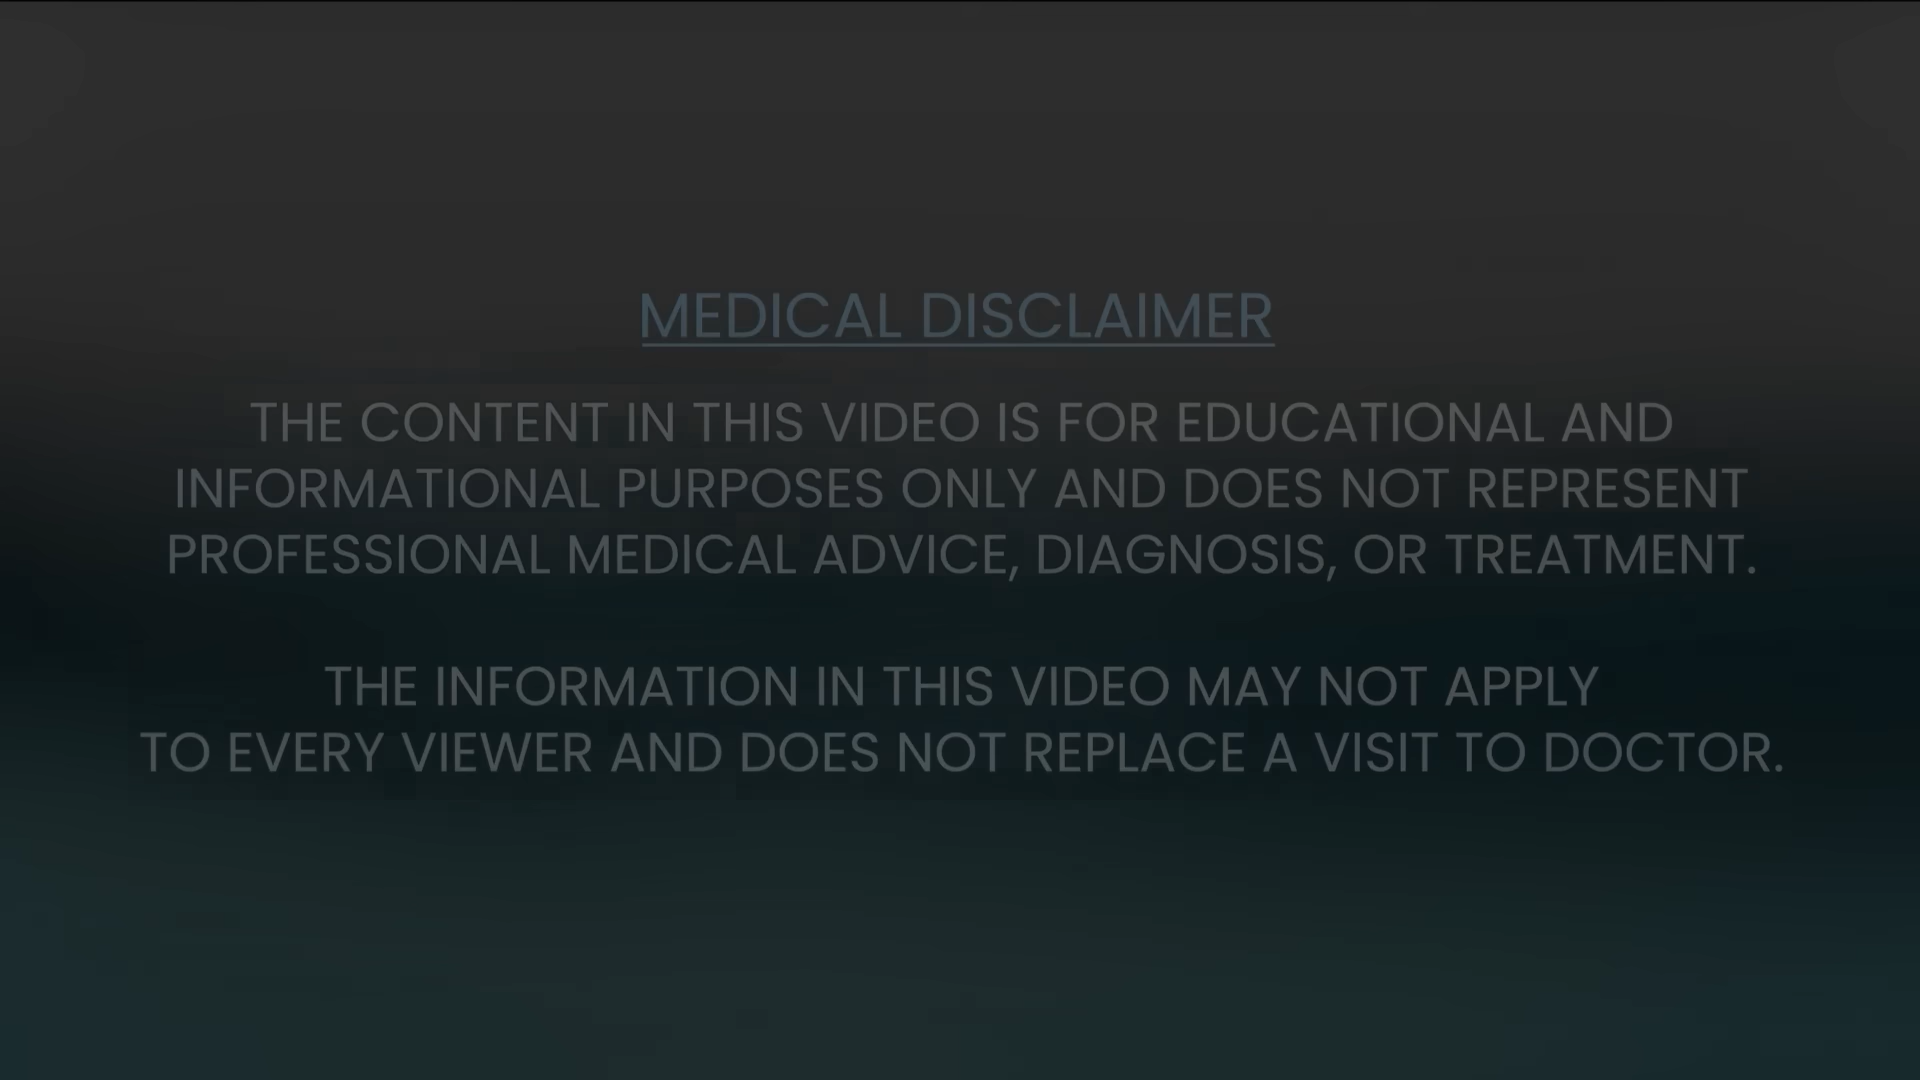 MEDICAL DISCLAIMER
THE CONTENT IN THIS VIDEO IS FOR EDUCATIONAL AND
INFORMATIONAL PURPOSES ONLY AND DOES NOT REPRESENT
PROFESSIONAL MEDICAL ADVICE, DIAGNOSIS, OR TREATMENT.
THE INFORMATION IN THIS VIDEO MAY NOT APPLY
TO EVERY VIEWER AND DOES NOT REPLACE A VISIT TO DOCTOR.